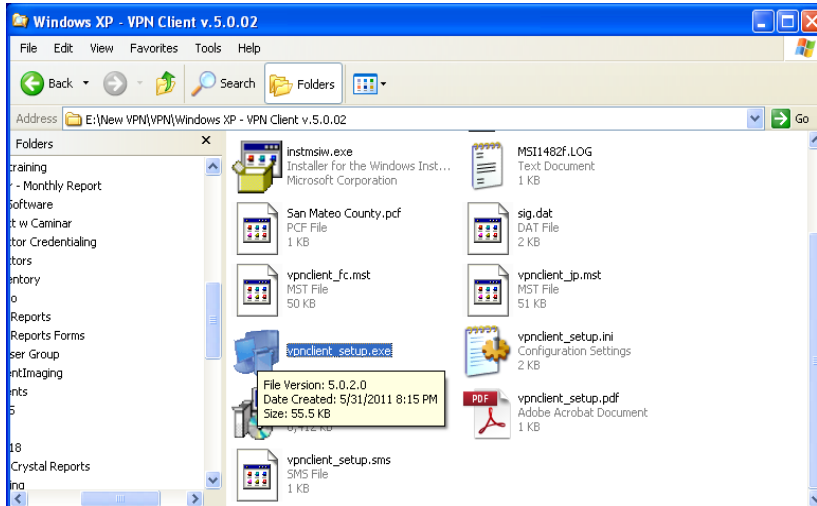 Windows XP - VPN Client v.5.0.02
File Edit View Favorites Tools Help
Back Search Folders
Address E:\New VPN\VPN\Windows XP - VPN Client v.5.0.02 Go
Folders
training
- Monthly Report
Software
t w Caminar
tor Credentialing
tors
entory
o
Reports
Reports Forms
ser Group
entImaging
ents
5
18
Crystal Reports
ing
instmsiw.exe
Installer for the Windows Inst...
Microsoft Corporation
MSI1482f.LOG
Text Document
1 KB
San Mateo County.pcf
PCF File
1 KB
sig.dat
DAT File
2 KB
vpnclient_fc.mst
MST File
50 KB
vpnclient_jp.mst
MST File
51 KB
vpnclient_setup.exe
vpnclient_setup.ini
Configuration Settings
2 KB
File Version: 5.0.2.0
Date Created: 5/31/2011 8:15 PM
Size: 55.5 KB
PDF
vpnclient_setup.pdf
Adobe Acrobat Document
1 KB
vpnclient_setup.sms
SMS File
1 KB